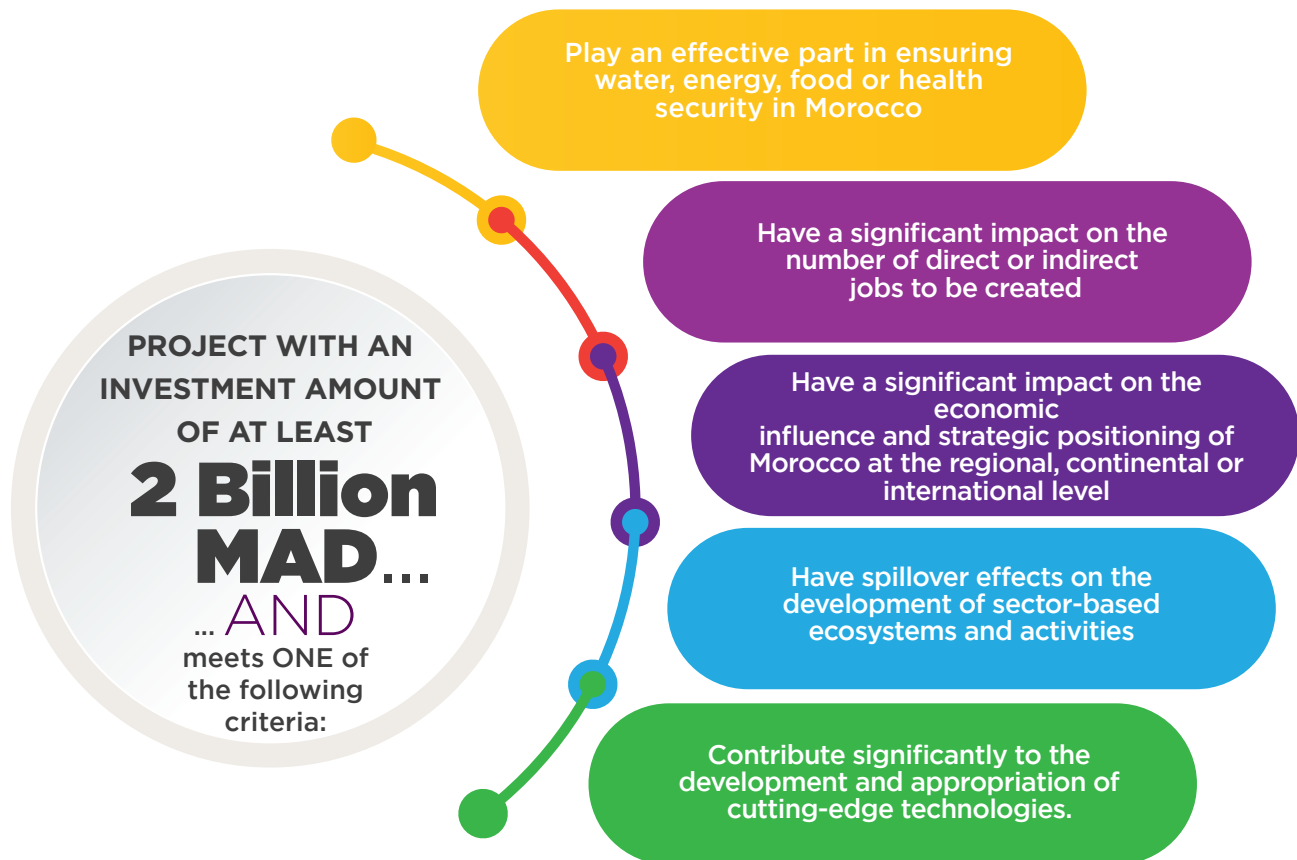 PROJECT WITH AN
INVESTMENT AMOUNT
OF AT LEAST
2 Billion
MAD...
... AND
meets ONE of
the following
criteria:
Play an effective part in ensuring
water, energy, food or health
security in Morocco
Have a significant impact on the
number of direct or indirect
jobs to be created
Have a significant impact on the
economic
influence and strategic positioning of
Morocco at the regional, continental or
international level
Have spillover effects on the
development of sector-based
ecosystems and activities
Contribute significantly to the
development and appropriation of
cutting-edge technologies.